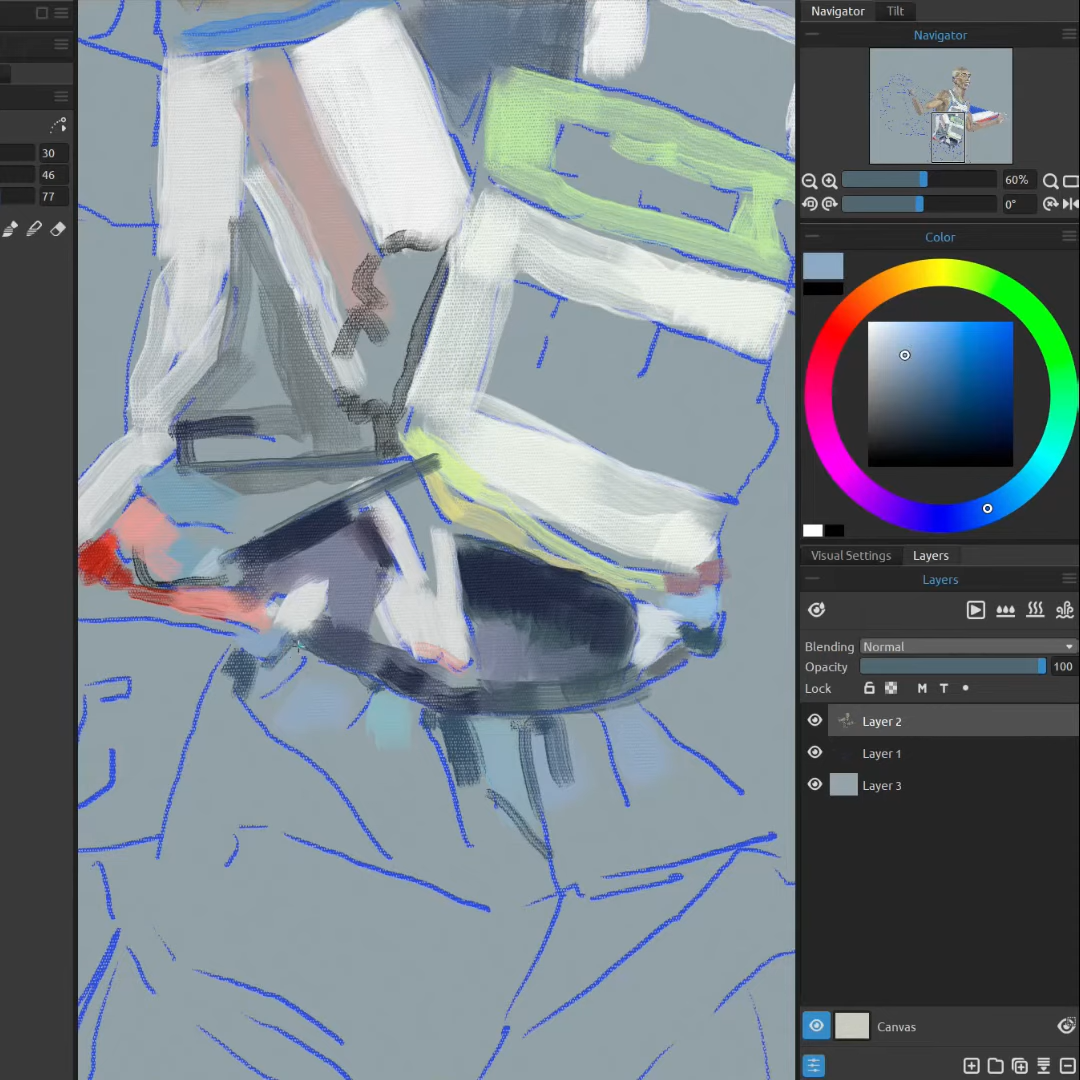 Navigator Tilt
Navigator
30
46
77
60%
0°
Color
Visual Settings Layers
Layers
Blending Normal
Opacity 100
Lock M T
Layer 2
Layer 1
Layer 3
Canvas